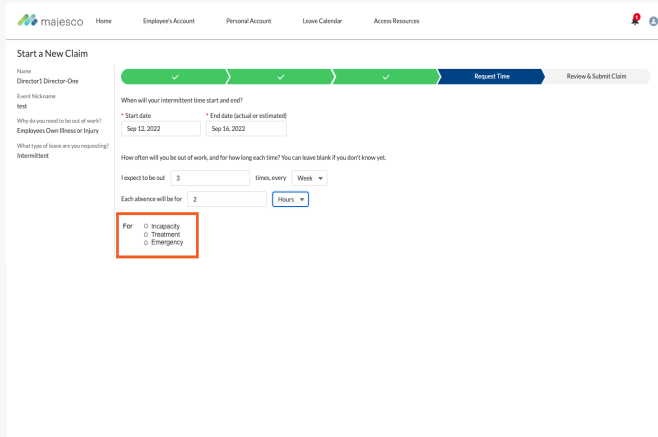 majesco
Home
Employee's Account
Personal Account
Leave Calendar
Access Resources
1
Start a New Claim
Name
Director1 Director-One
Event Nickname
test
Why do you need to be out of work?
Employees Own Illness or Injury
What type of leave are you requesting?
Intermittent
Request Time
Review & Submit Claim
When will your intermittent time start and end?
* Start date
* End date (actual or estimated)
Sep 12, 2022
Sep 16, 2022
How often will you be out of work, and for how long each time? You can leave blank if you don't know yet.
I expect to be out 3 times, every Week
Each absence will be for 2 Hours
For
Incapacity
Treatment
Emergency